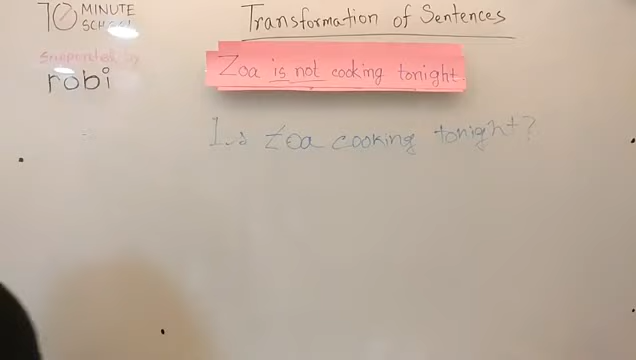 10 MINUTE
SCHOOL
supported by
robi
Transformation of Sentences
Zoa is not cooking tonight.
Is Zoa cooking tonight?